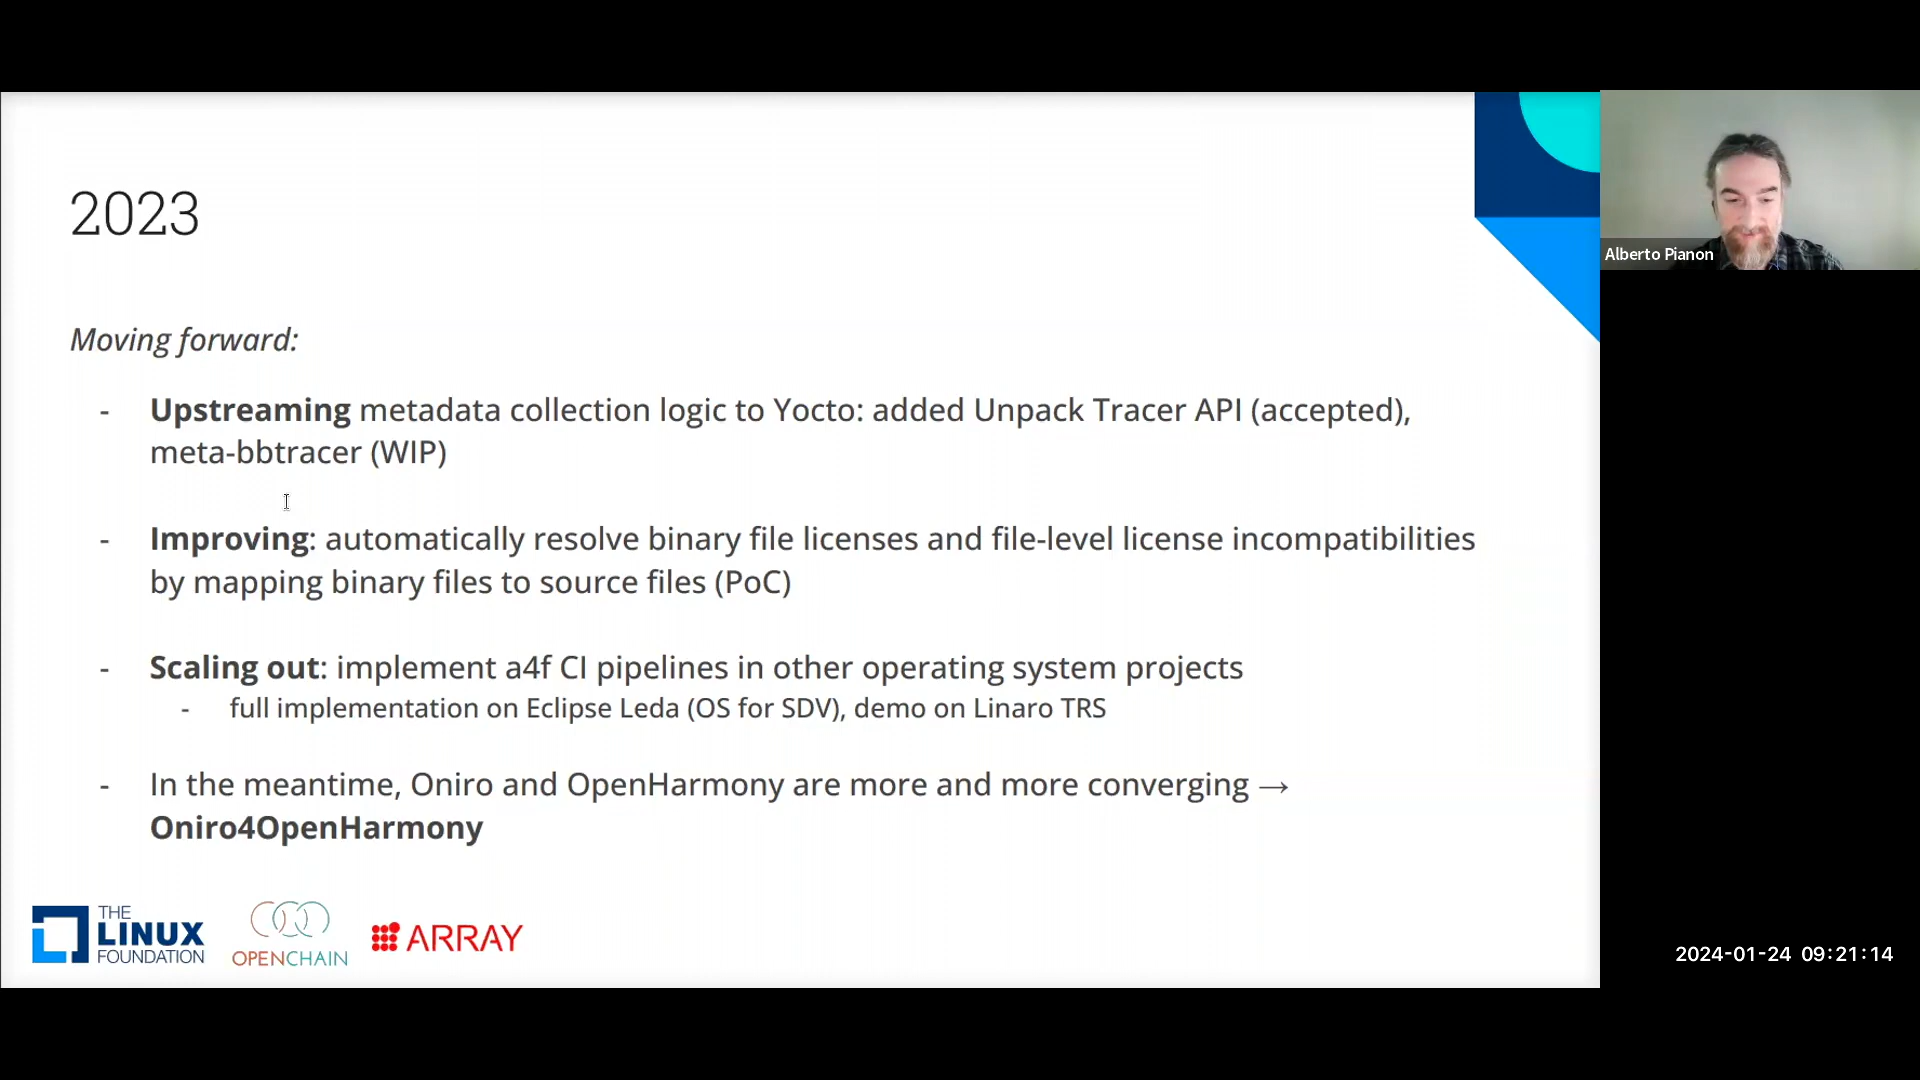 2023
Moving forward:
- Upstreaming metadata collection logic to Yocto: added Unpack Tracer API (accepted),
meta-bbtracer (WIP)
- Improving: automatically resolve binary file licenses and file-level license incompatibilities
by mapping binary files to source files (PoC)
- Scaling out: implement a4f CI pipelines in other operating system projects
- full implementation on Eclipse Leda (OS for SDV), demo on Linaro TRS
- In the meantime, Oniro and OpenHarmony are more and more converging →
Oniro4OpenHarmony
THE
LINUX
FOUNDATION
OPENCHAIN
ARRAY
Alberto Pianon
2024-01-24 09:21:14